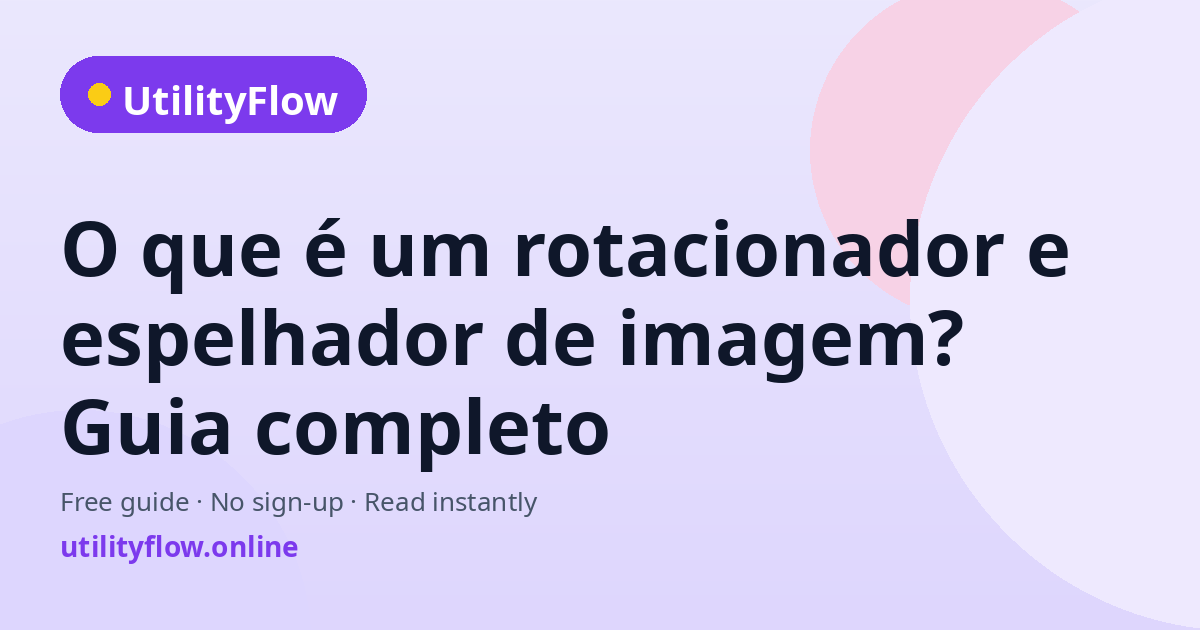 UtilityFlow
O que é um rotacionador e
espelhador de imagem?
Guia completo
Free guide · No sign-up · Read instantly
utilityflow.online